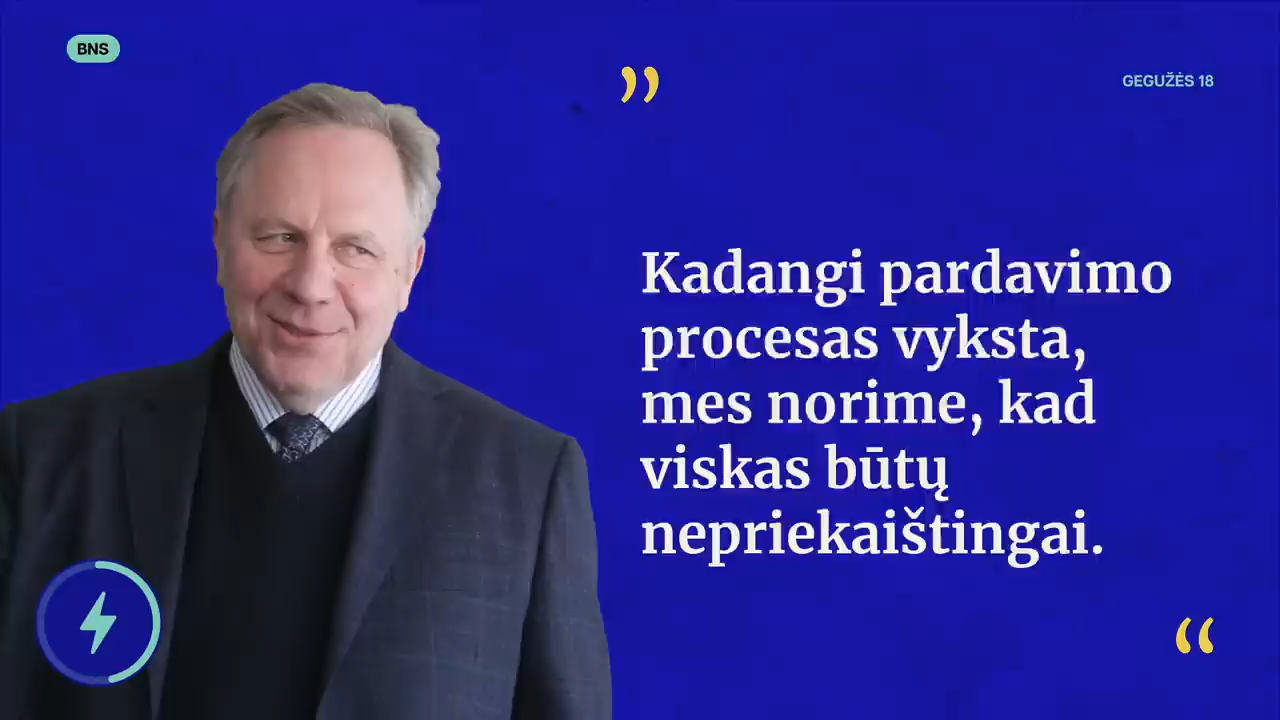 BNS
GEGUŽĖS 18
”
Kadangi pardavimo
procesas vyksta,
mes norime, kad
viskas būtų
nepriekaištingai.
“